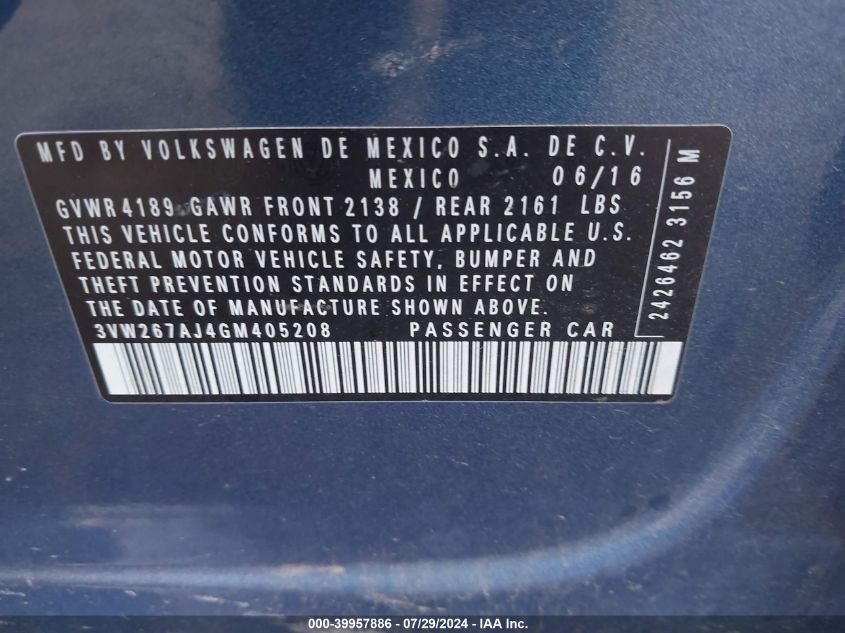 MFD BY VOLKSWAGEN DE MEXICO S.A. DE C.V.
MEXICO 06/16
GVWR 4189 GAWR FRONT 2138 / REAR 2161 LBS
THIS VEHICLE CONFORMS TO ALL APPLICABLE U.S.
FEDERAL MOTOR VEHICLE SAFETY, BUMPER AND
THEFT PREVENTION STANDARDS IN EFFECT ON
THE DATE OF MANUFACTURE SHOWN ABOVE.
3VW267AJ4GM405208 PASSENGER CAR
2426462 3156 M
000-39957886 - 07/29/2024 - IAA Inc.